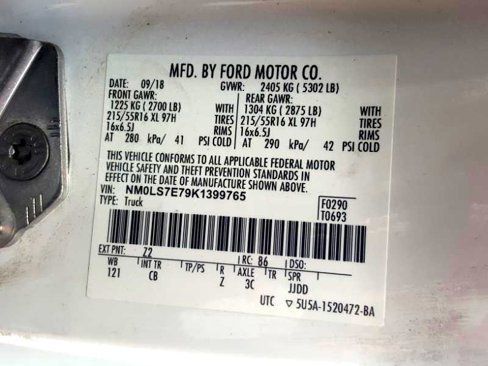 MFD. BY FORD MOTOR CO.
DATE: 09/18 GVWR: 2405 KG ( 5302 LB)
FRONT GAWR: REAR GAWR:
1225 KG ( 2700 LB) WITH 1304 KG ( 2875 LB) WITH
215/55R16 XL 97H TIRES 215/55R16 XL 97H TIRES
16x6.5J RIMS 16x6.5J RIMS
AT 280 kPa/ 41 PSI COLD AT 290 kPa/ 42 PSI COLD
THIS VEHICLE CONFORMS TO ALL APPLICABLE FEDERAL MOTOR
VEHICLE SAFETY AND THEFT PREVENTION STANDARDS IN
EFFECT ON THE DATE OF MANUFACTURE SHOWN ABOVE.
VIN: NM0LS7E79K1399765 F0290
TYPE: Truck T0693
EXT PNT: Z2 RC: 86 DSO:
WB INT TR TP/PS R AXLE TR SPR
121 CB Z 3C JJDD
UTC ▽5U5A-1520472-BA